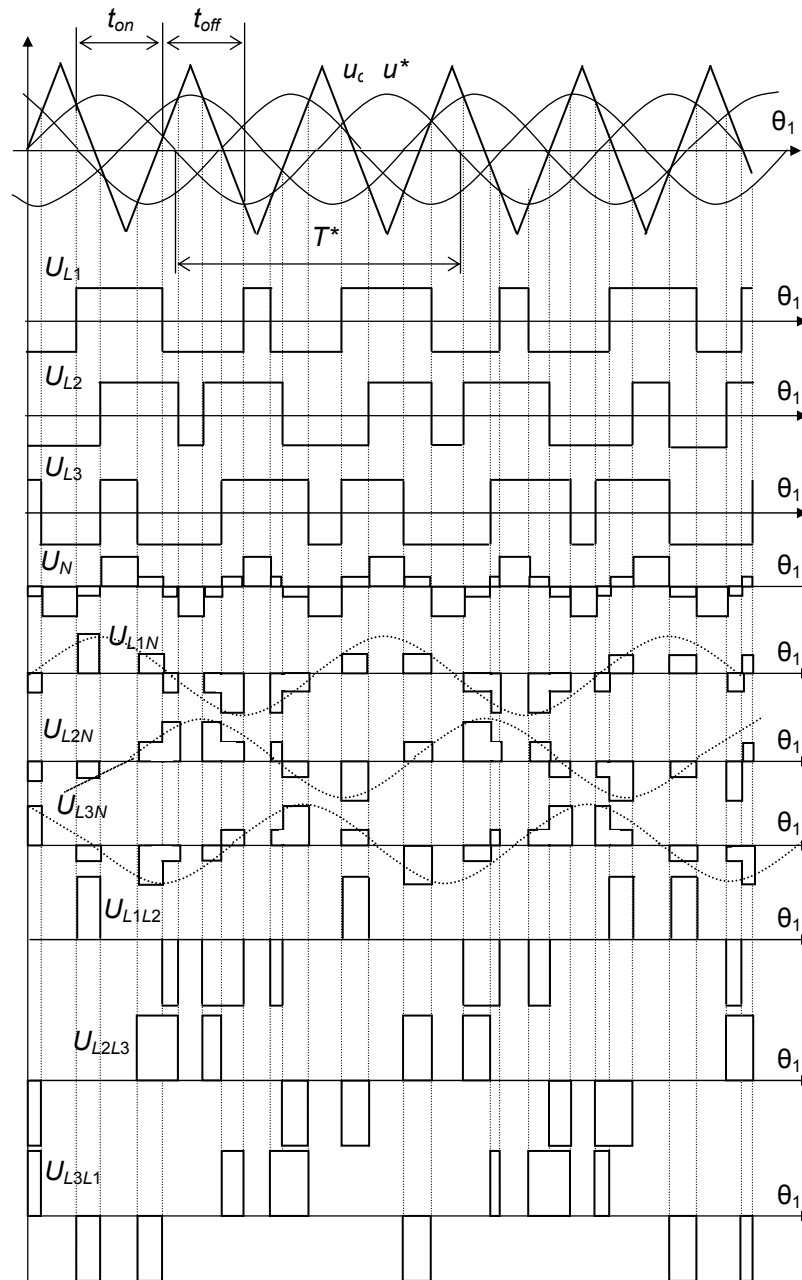 t_on t_off
u_c u*
θ₁
T*
U_L1 θ₁
U_L2 θ₁
U_L3 θ₁
U_N θ₁
U_L1N θ₁
U_L2N θ₁
U_L3N θ₁
U_L1L2 θ₁
U_L2L3 θ₁
U_L3L1 θ₁